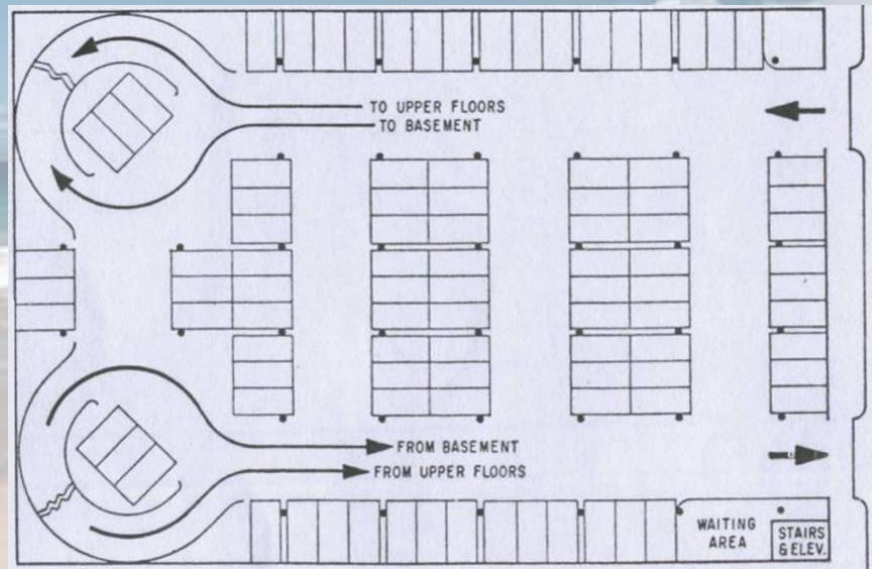 TO UPPER FLOORS
TO BASEMENT
FROM BASEMENT
FROM UPPER FLOORS
WAITING
AREA
STAIRS
& ELEV.